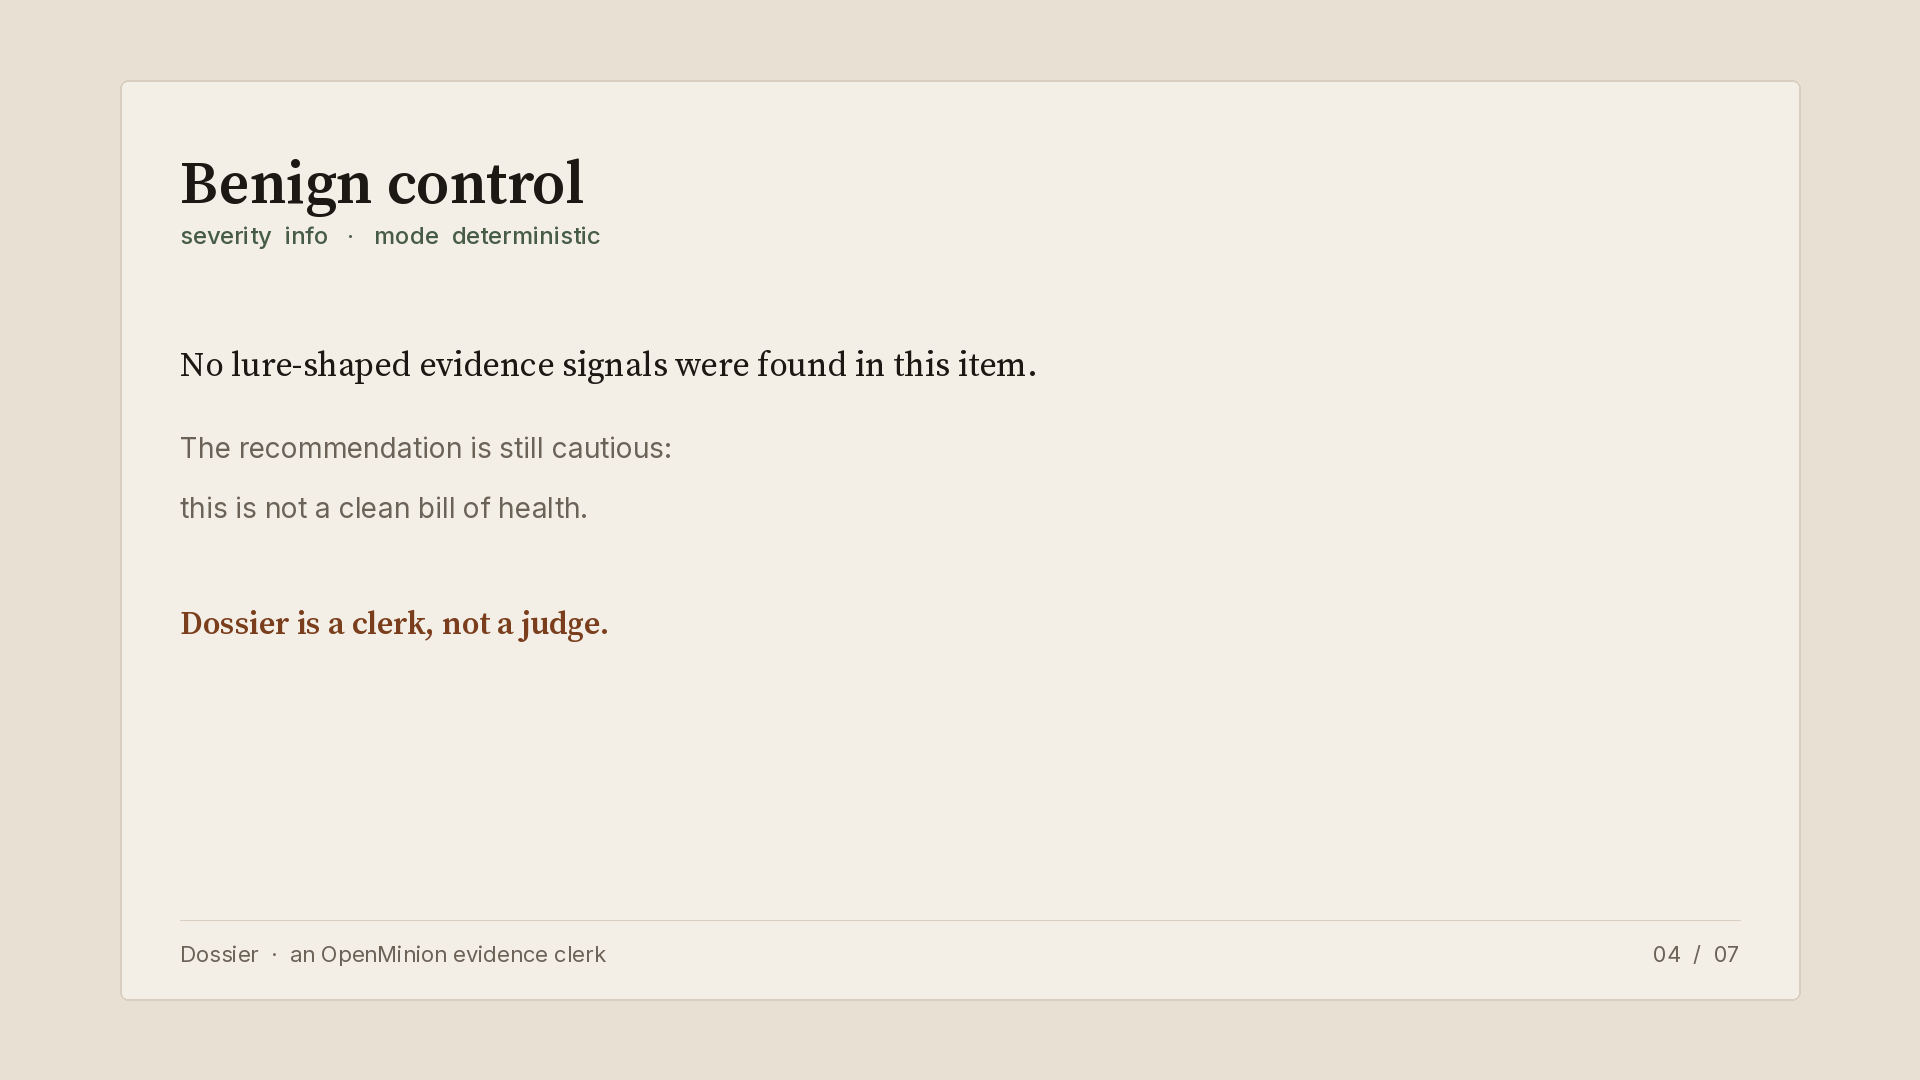 Benign control
severity info · mode deterministic
No lure-shaped evidence signals were found in this item.
The recommendation is still cautious:
this is not a clean bill of health.
Dossier is a clerk, not a judge.
Dossier · an OpenMinion evidence clerk
04 / 07